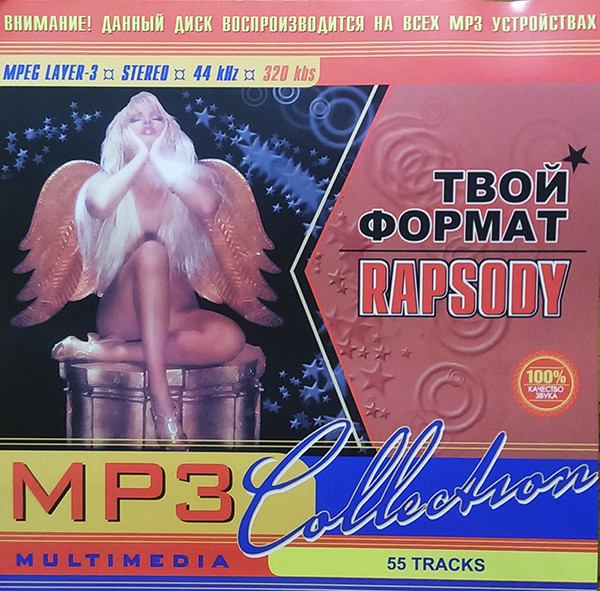 ВНИМАНИЕ! ДАННЫЙ ДИСК ВОСПРОИЗВОДИТСЯ НА ВСЕХ МР3 УСТРОЙСТВАХ
MPEG LAYER-3 ¤ STEREO ¤ 44 kHz ¤ 320 kbs
ТВОЙ
ФОРМАТ
RAPSODY
100%
КАЧЕСТВО
ЗВУКА
MP3 Collection
MULTIMEDIA
55 TRACKS